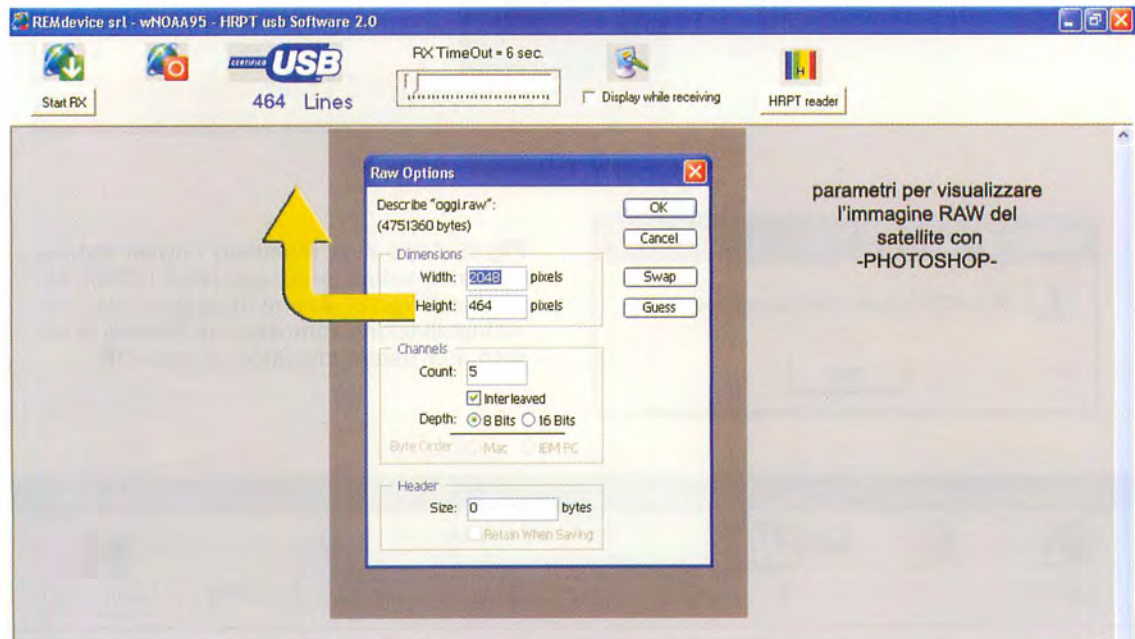 REMdevice srl - wNOAA95 - HRPT usb Software 2.0
RX TimeOut = 6 sec.
CERTIFIED USB
Start RX
464 Lines
Display while receiving
H
HRPT reader
Raw Options
Describe "oggi.raw":
(4751360 bytes)
OK
Cancel
Dimensions
Width: 2048 pixels
Swap
Height: 464 pixels
Guess
Channels
Count: 5
Interleaved
Depth: 8 Bits 16 Bits
Byte Order: Mac IBM PC
Header
Size: 0 bytes
Retain When Saving
parametri per visualizzare
l'immagine RAW del
satellite con
-PHOTOSHOP-